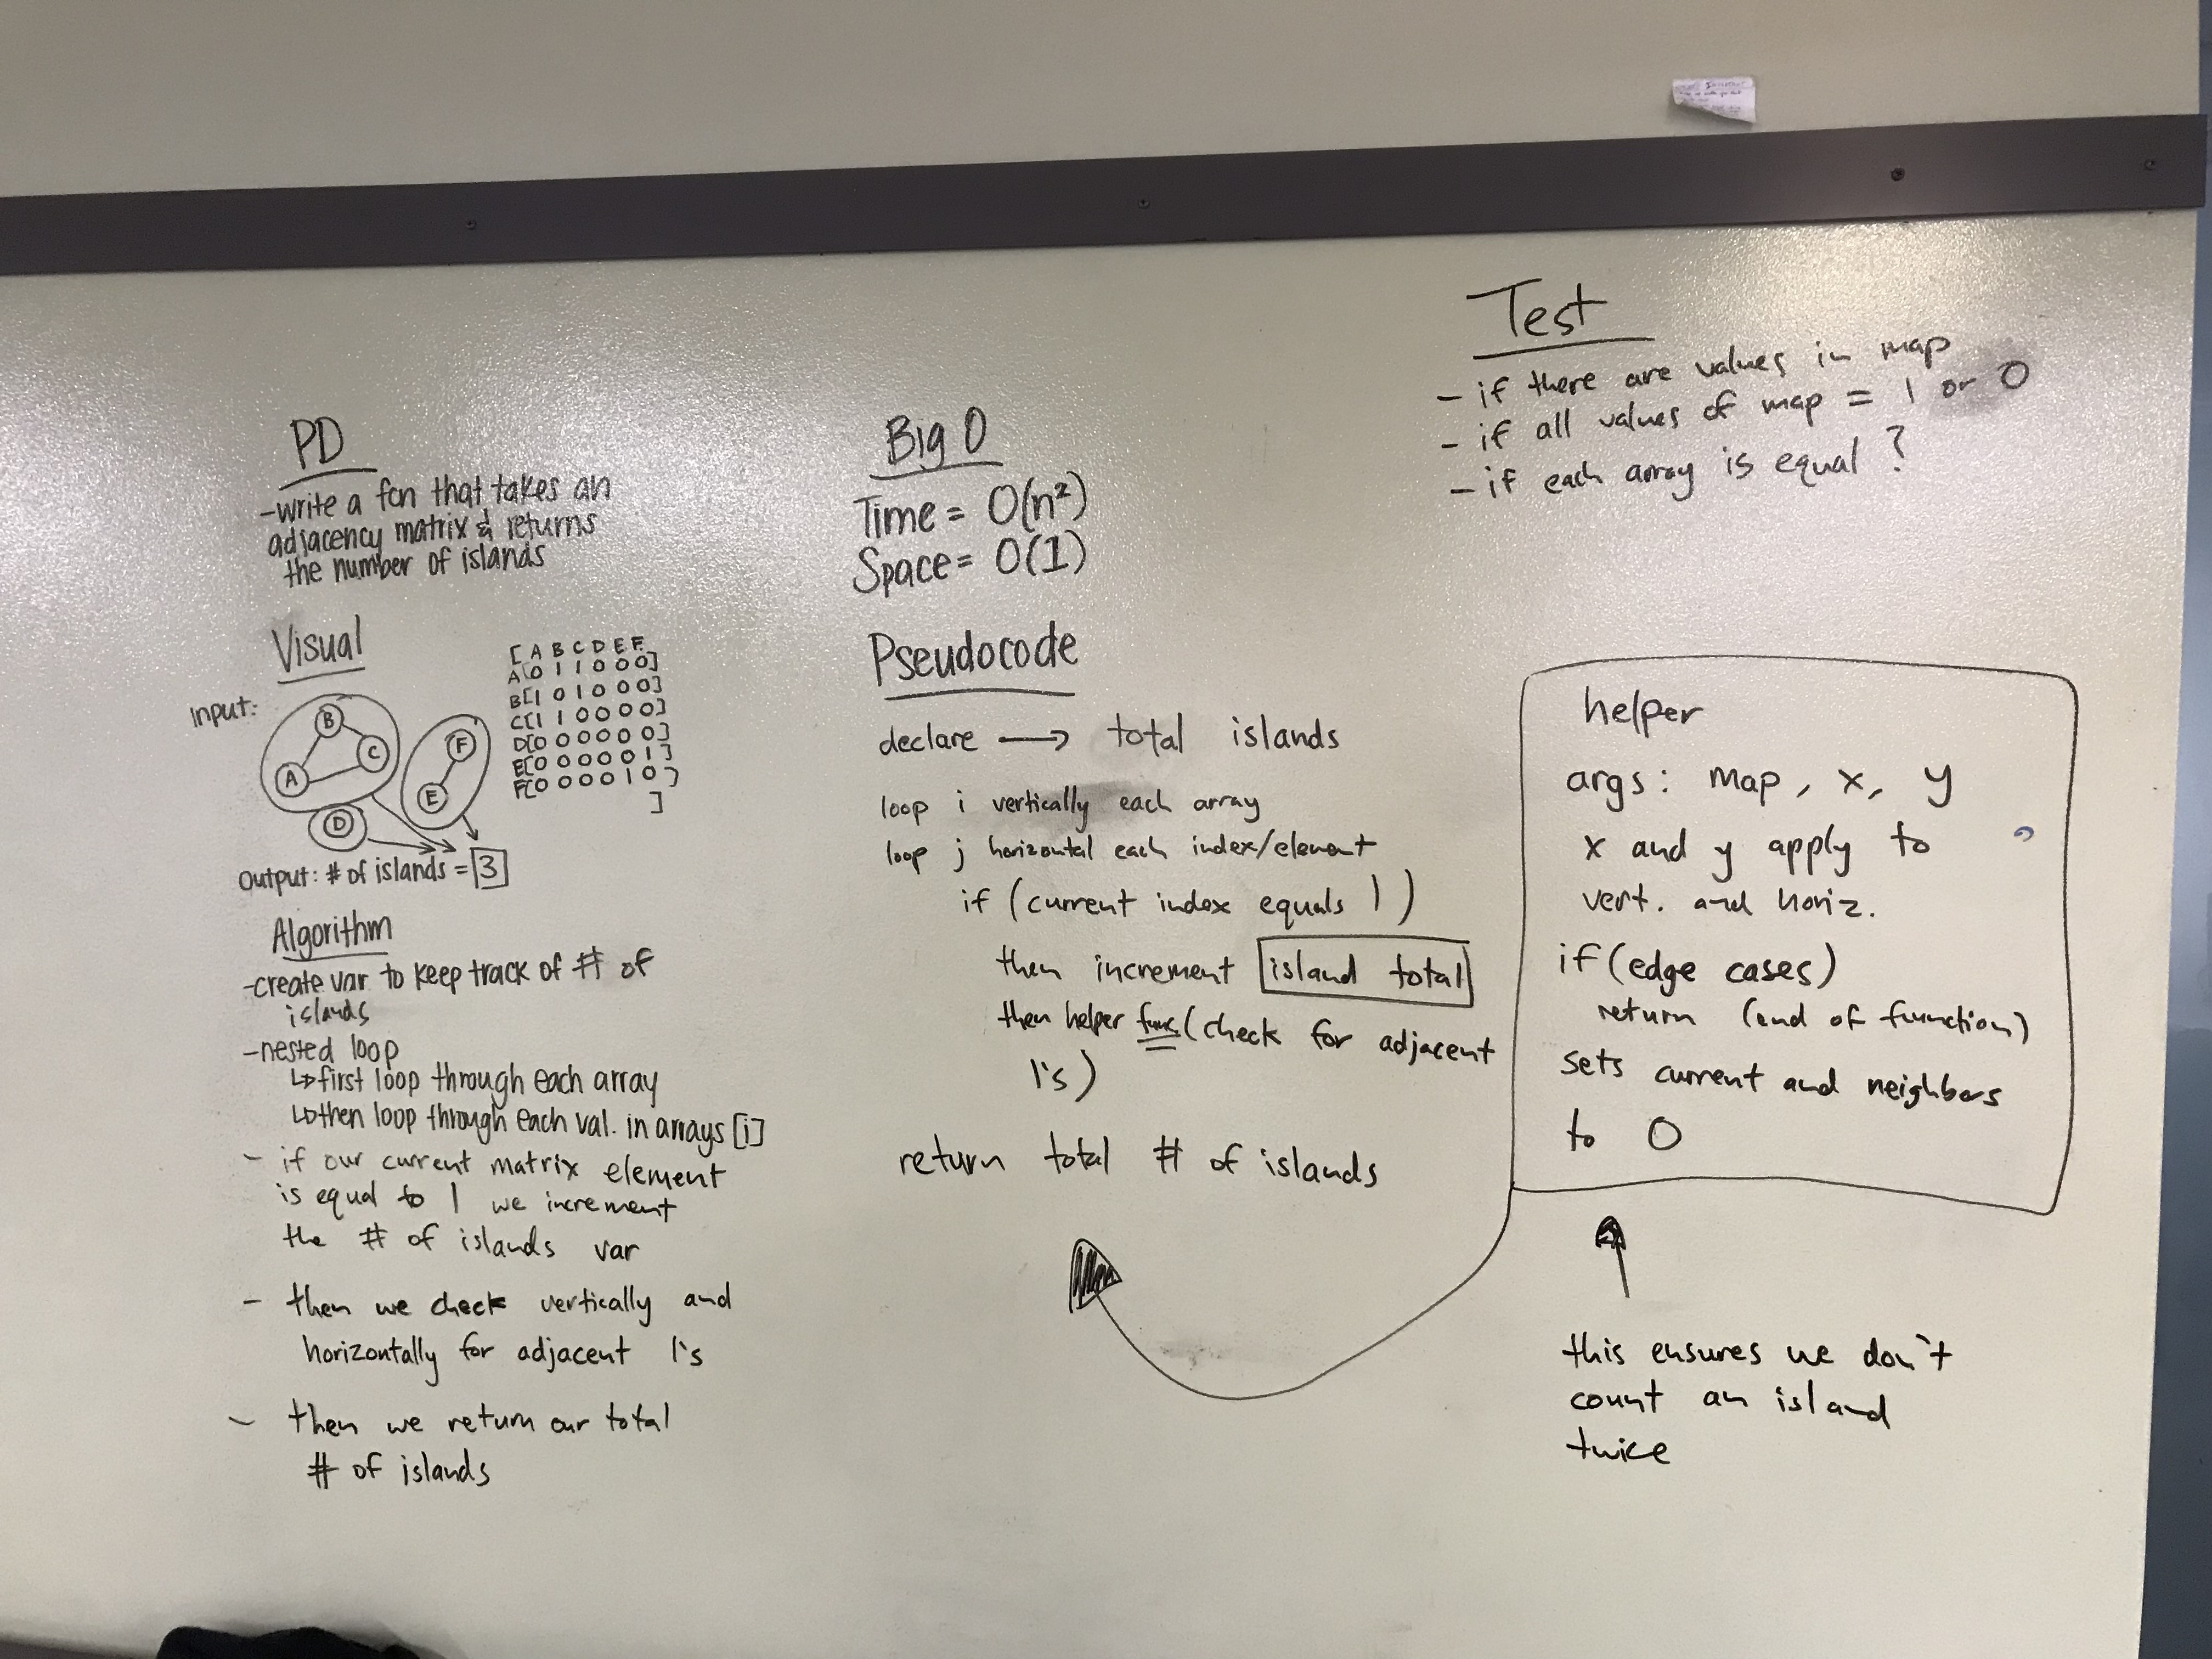 PD
-write a fcn that takes an
adjacency matrix & returns
the number of islands
Visual
Input:
B
C
A
F
E
D
[ A B C D E F
A[0 1 1 0 0 0]
B[1 0 1 0 0 0]
C[1 1 0 0 0 0]
D[0 0 0 0 0 0]
E[0 0 0 0 0 1]
F[0 0 0 0 1 0]
]
Output: # of islands = 3
Algorithm
-create var to keep track of # of
islands
-nested loop
↳first loop through each array
↳then loop through each val. in arrays [i]
- if our current matrix element
is equal to 1 we increment
the # of islands var
- then we check vertically and
horizontally for adjacent 1's
- then we return our total
# of islands
Big O
Time = O(n²)
Space = O(1)
Pseudocode
declare → total islands
loop i vertically each array
loop j horizontal each index/element
if (current index equals 1)
then increment island total
then helper func (check for adjacent
1's)
return total # of islands
Test
- if there are values in map
- if all values of map = 1 or 0
- if each array is equal?
helper
args: map, x, y
x and y apply to
vert. and horiz.
if (edge cases)
return (end of function)
sets current and neighbors
to 0
this ensures we don't
count an island
twice